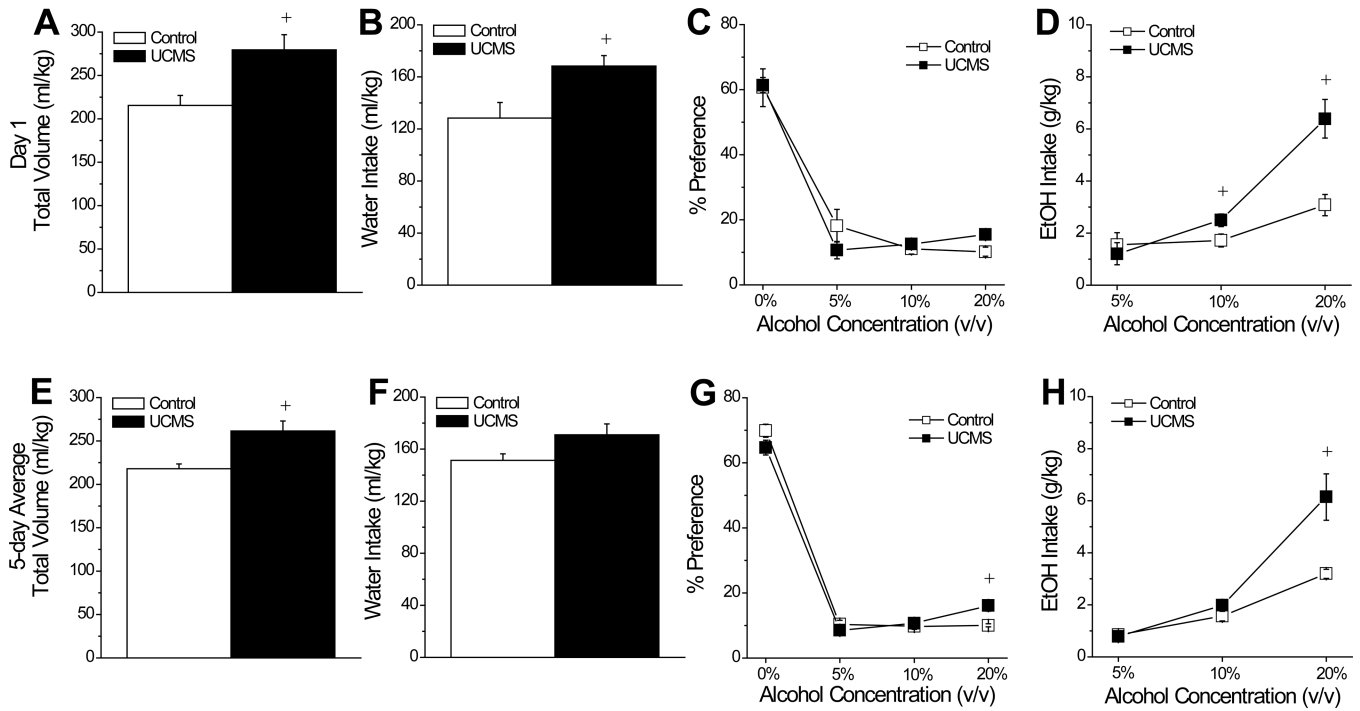 A
Day 1
Total Volume (ml/kg)
300
250
200
150
100
50
0
Control
UCMS
+
B
Water Intake (ml/kg)
200
160
120
80
40
0
Control
UCMS
+
C
% Preference
80
60
40
20
0
Control
UCMS
0% 5% 10% 20%
Alcohol Concentration (v/v)
D
EtOH Intake (g/kg)
10
8
6
4
2
0
Control
UCMS
+
+
5% 10% 20%
Alcohol Concentration (v/v)
E
5-day Average
Total Volume (ml/kg)
300
250
200
150
100
50
0
Control
UCMS
+
F
Water Intake (ml/kg)
200
160
120
80
40
0
Control
UCMS
G
% Preference
80
60
40
20
0
Control
UCMS
+
0% 5% 10% 20%
Alcohol Concentration (v/v)
H
EtOH Intake (g/kg)
10
8
6
4
2
0
Control
UCMS
+
5% 10% 20%
Alcohol Concentration (v/v)